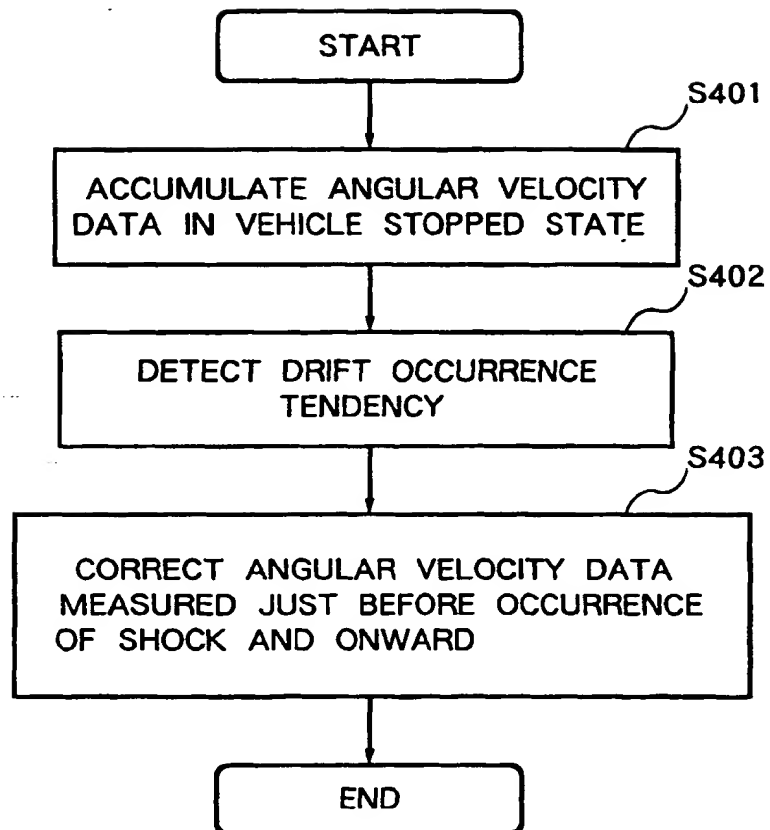 START
S401
ACCUMULATE ANGULAR VELOCITY
DATA IN VEHICLE STOPPED STATE
S402
DETECT DRIFT OCCURRENCE
TENDENCY
S403
CORRECT ANGULAR VELOCITY DATA
MEASURED JUST BEFORE OCCURRENCE
OF SHOCK AND ONWARD
END